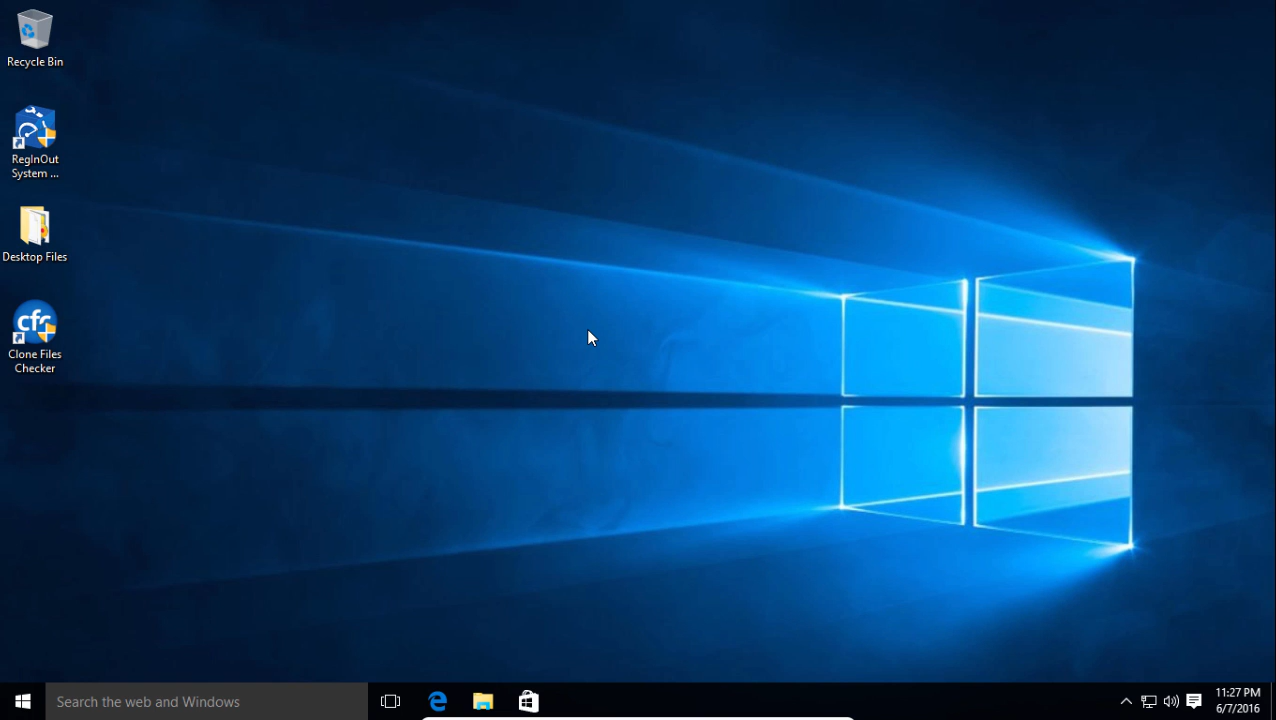 Recycle Bin
RegInOut
System ...
Desktop Files
cfc
Clone Files
Checker
Search the web and Windows
11:27 PM
6/7/2016